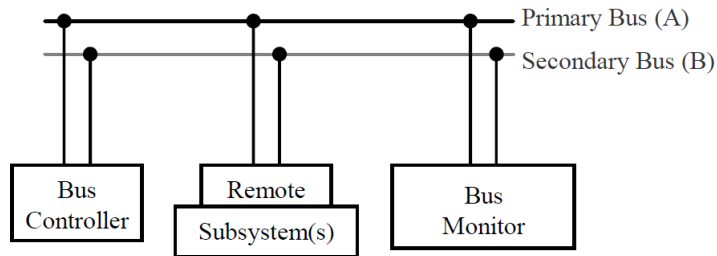 Primary Bus (A)
Secondary Bus (B)
Bus
Controller
Remote
Subsystem(s)
Bus
Monitor